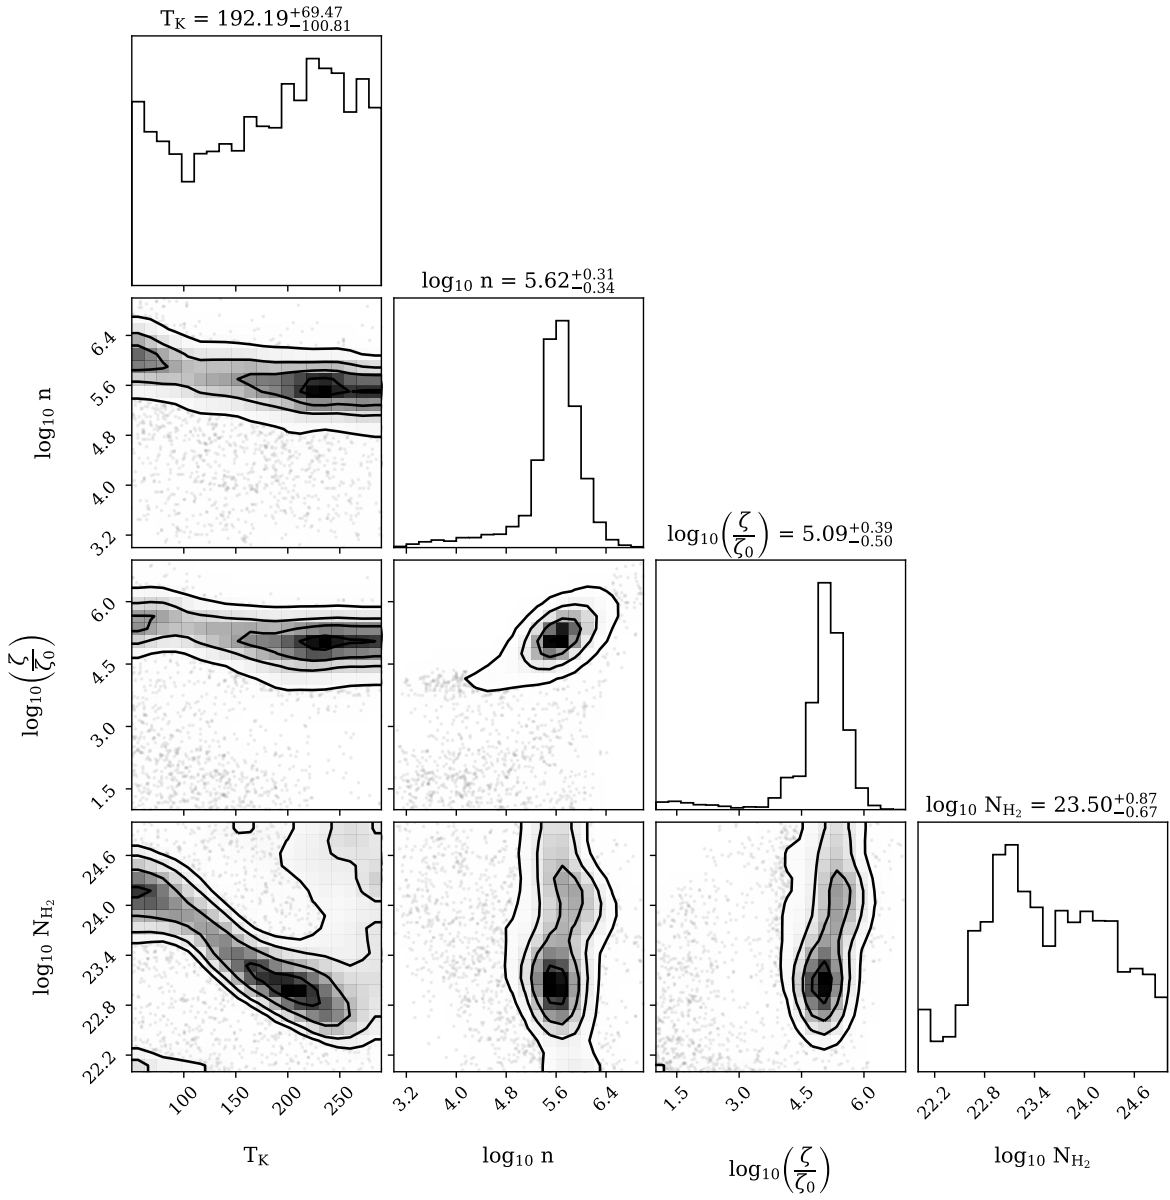 T_K = 192.19^{+69.47}_{-100.81}
log₁₀ n = 5.62^{+0.31}_{-0.34}
6.4
5.6
4.8
4.0
3.2
log₁₀ n
log₁₀(ζ/ζ₀) = 5.09^{+0.39}_{-0.50}
6.0
4.5
3.0
1.5
log₁₀(ζ/ζ₀)
log₁₀ N_{H₂} = 23.50^{+0.87}_{-0.67}
24.6
24.0
23.4
22.8
22.2
log₁₀ N_{H₂}
100 150 200 250
3.2 4.0 4.8 5.6 6.4
1.5 3.0 4.5 6.0
22.2 22.8 23.4 24.0 24.6
T_K
log₁₀ n
log₁₀(ζ/ζ₀)
log₁₀ N_{H₂}